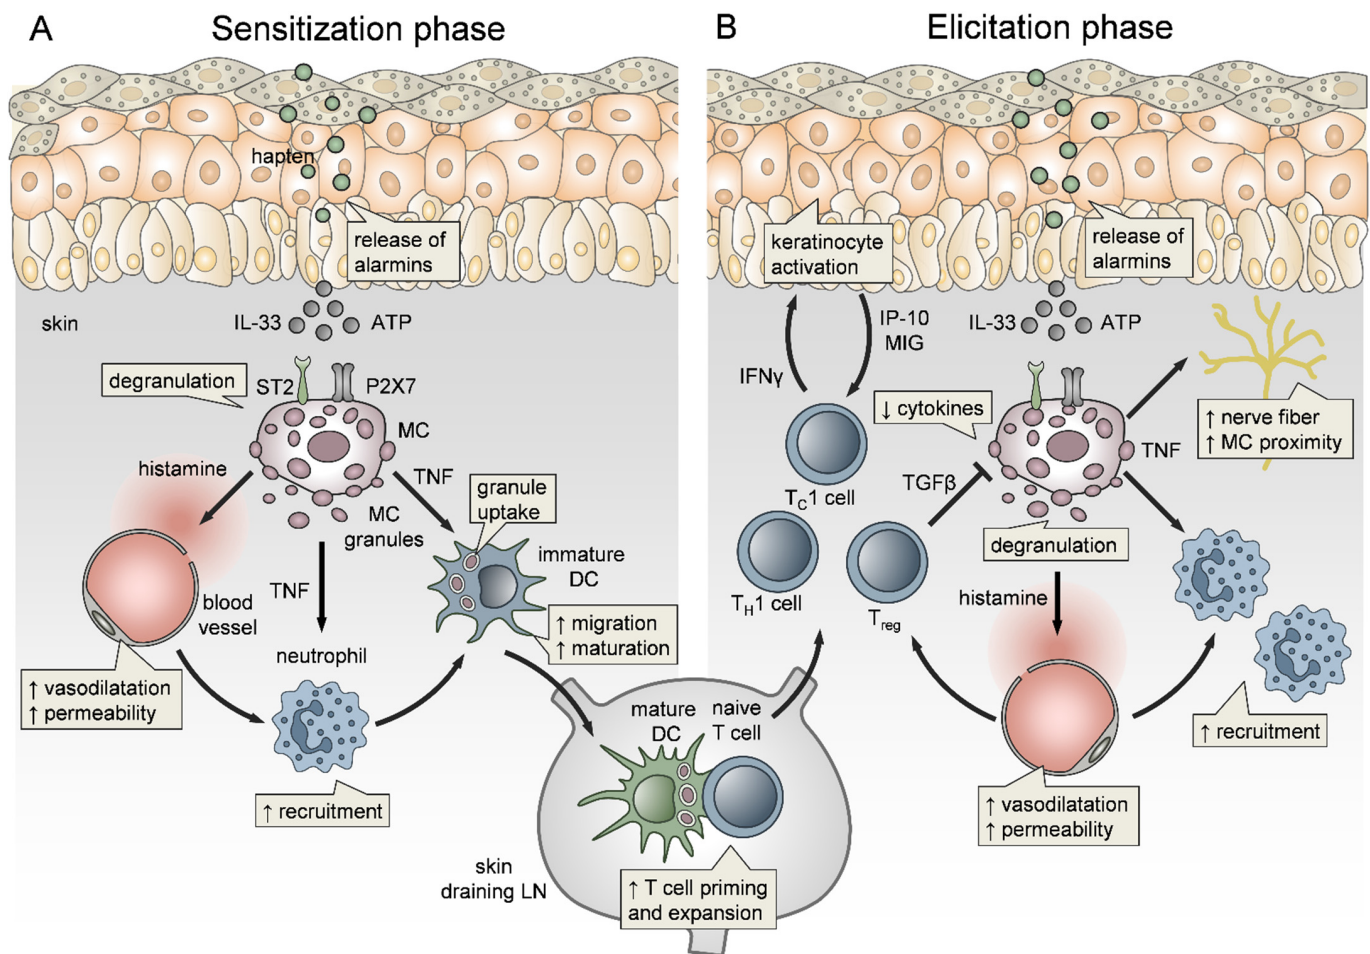 A
Sensitization phase
hapten
release of
alarmins
skin
IL-33
ATP
degranulation
ST2
P2X7
MC
histamine
TNF
granule
uptake
MC
granules
immature
DC
TNF
blood
vessel
↑ migration
↑ maturation
neutrophil
↑ vasodilatation
↑ permeability
↑ recruitment
mature
DC
naive
T cell
skin
draining LN
↑ T cell priming
and expansion
B
Elicitation phase
keratinocyte
activation
release of
alarmins
IP-10
MIG
IL-33
ATP
IFNγ
↓ cytokines
↑ nerve fiber
↑ MC proximity
TNF
TGFβ
TC1 cell
degranulation
histamine
TH1 cell
Treg
↑ recruitment
↑ vasodilatation
↑ permeability